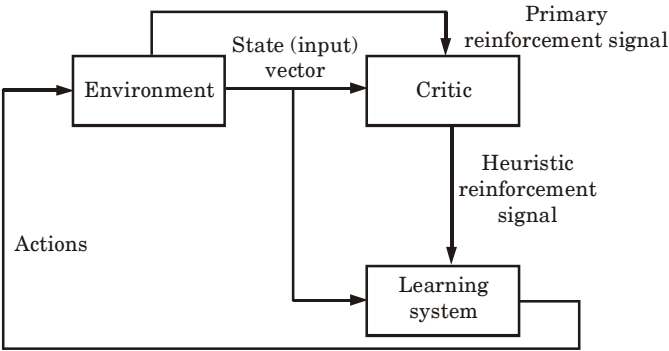 Primary
reinforcement signal
State (input)
vector
Environment
Critic
Heuristic
reinforcement
signal
Actions
Learning
system